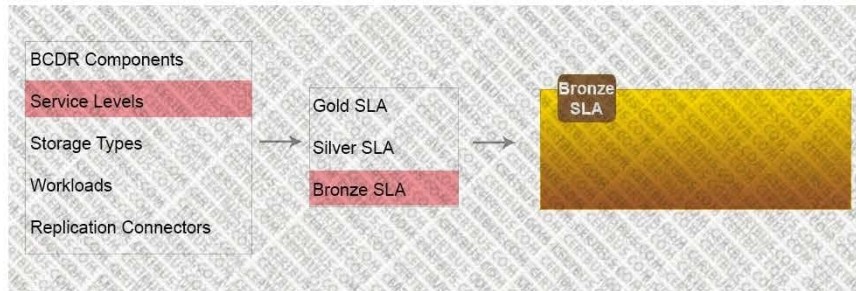 BCDR Components
Service Levels
Storage Types
Workloads
Replication Connectors
Gold SLA
Silver SLA
Bronze SLA
Bronze
SLA